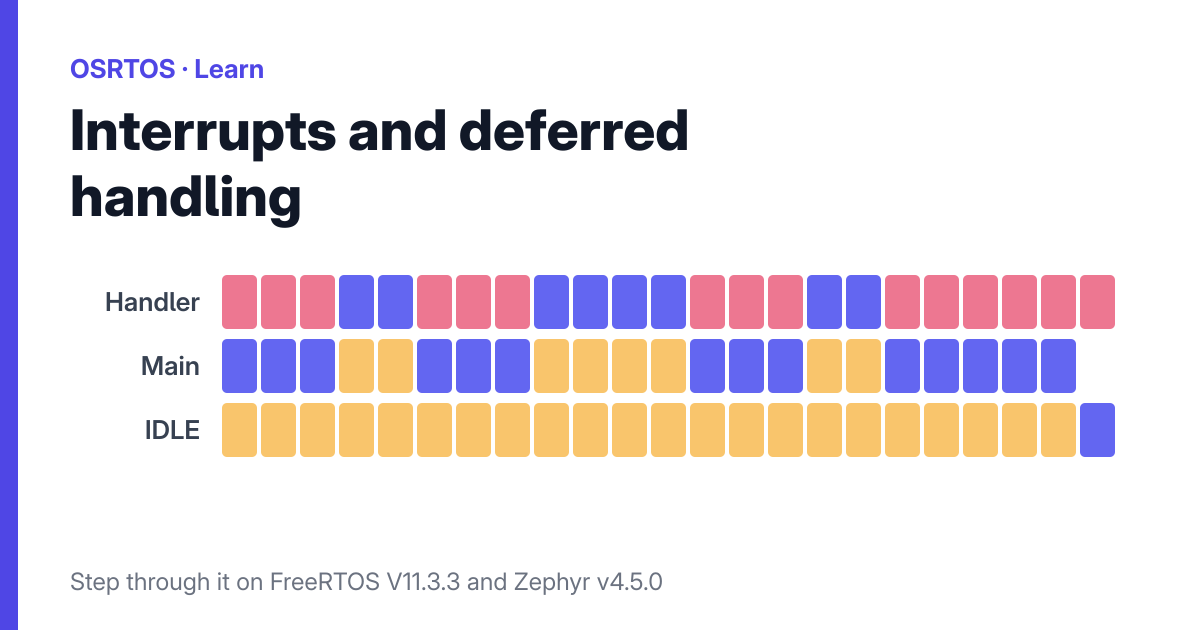 OSRTOS · Learn
Interrupts and deferred
handling
Handler
Main
IDLE
Step through it on FreeRTOS V11.3.3 and Zephyr v4.5.0